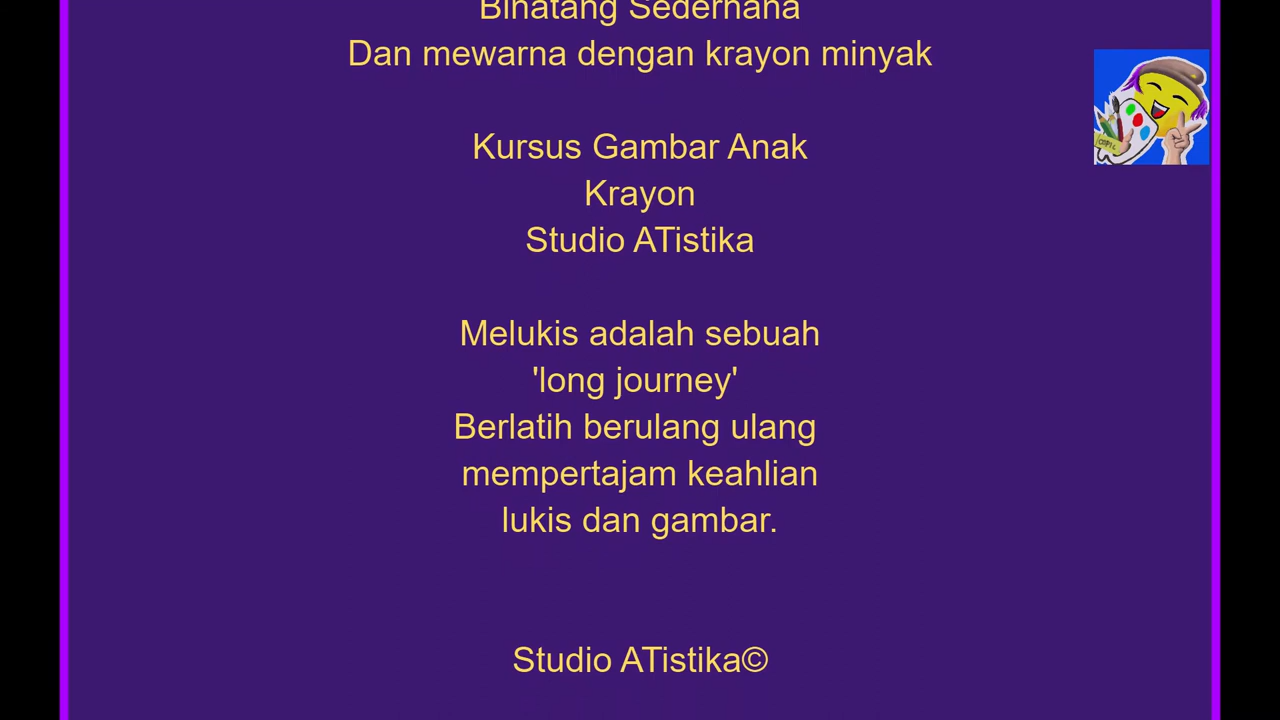 Binatang Sederhana
Dan mewarna dengan krayon minyak
Kursus Gambar Anak
Krayon
Studio ATistika
Melukis adalah sebuah
'long journey'
Berlatih berulang ulang
mempertajam keahlian
lukis dan gambar.
Studio ATistika©